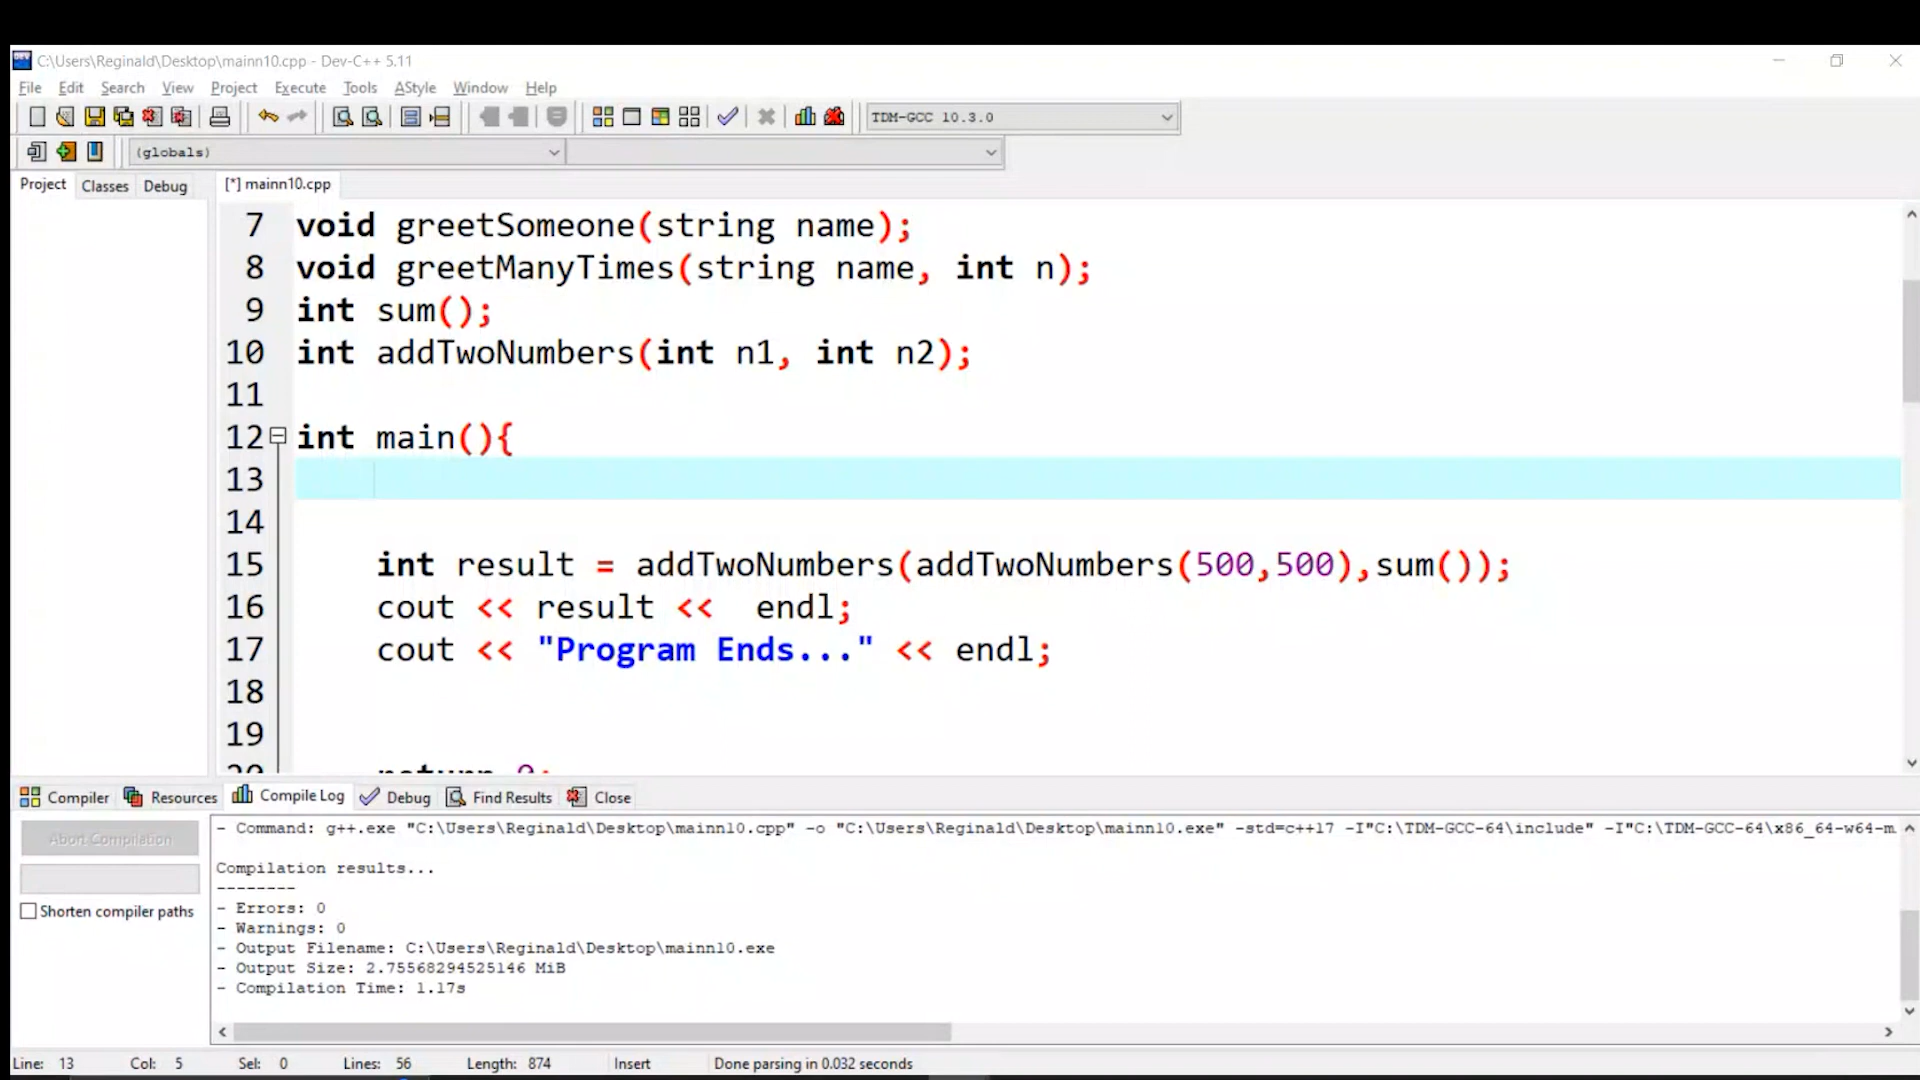 C:\Users\Reginald\Desktop\mainn10.cpp - Dev-C++ 5.11
File Edit Search View Project Execute Tools AStyle Window Help
TDM-GCC 10.3.0
(globals)
Project Classes Debug
[*] mainn10.cpp
7 void greetSomeone(string name);
8 void greetManyTimes(string name, int n);
9 int sum();
10 int addTwoNumbers(int n1, int n2);
11
12 int main(){
13
14
15 int result = addTwoNumbers(addTwoNumbers(500,500),sum());
16 cout << result << endl;
17 cout << "Program Ends..." << endl;
18
19
20 return 0;
Compiler Resources Compile Log Debug Find Results Close
Abort Compilation
Shorten compiler paths
- Command: g++.exe "C:\Users\Reginald\Desktop\mainn10.cpp" -o "C:\Users\Reginald\Desktop\mainn10.exe" -std=c++17 -I"C:\TDM-GCC-64\include" -I"C:\TDM-GCC-64\x86_64-w64-m
Compilation results...
--------
- Errors: 0
- Warnings: 0
- Output Filename: C:\Users\Reginald\Desktop\mainn10.exe
- Output Size: 2.75568294525146 MiB
- Compilation Time: 1.17s
Line: 13 Col: 5 Sel: 0 Lines: 56 Length: 874 Insert Done parsing in 0.032 seconds